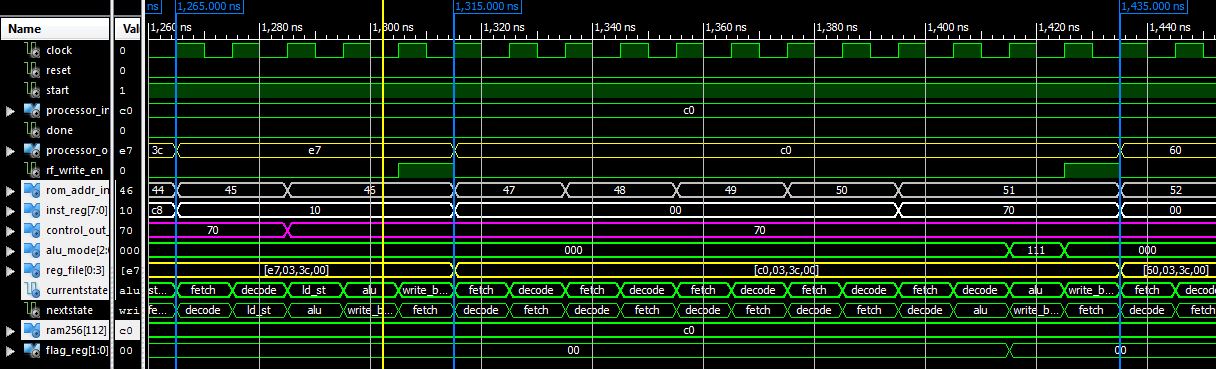 ns 1,265.000 ns 1,315.000 ns 1,435.000 ns
Name Val 1,260 ns 1,280 ns 1,300 ns 1,320 ns 1,340 ns 1,360 ns 1,380 ns 1,400 ns 1,420 ns 1,440 ns
clock 0
reset 0
start 1
processor_in c0 c0
done 0
processor_o e7 3c e7 c0 60
rf_write_en 0
rom_addr_in 46 44 45 46 47 48 49 50 51 52
inst_reg[7:0] 10 c8 10 00 70 00
control_out_ 70 70 70
alu_mode[2:0 000 000 111 000
reg_file[0:3] [e7 [e7,03,3c,00] [c0,03,3c,00] [60,03,3c,00]
currentstate alu st... fetch decode ld_st alu write_b... fetch decode fetch decode fetch decode fetch decode fetch decode alu write_b... fetch decode
nextstate wri fe... decode ld_st alu write_b... fetch decode fetch decode fetch decode fetch decode fetch decode alu write_b... fetch decode
ram256[112] c0 c0
flag_reg[1:0] 00 00 00